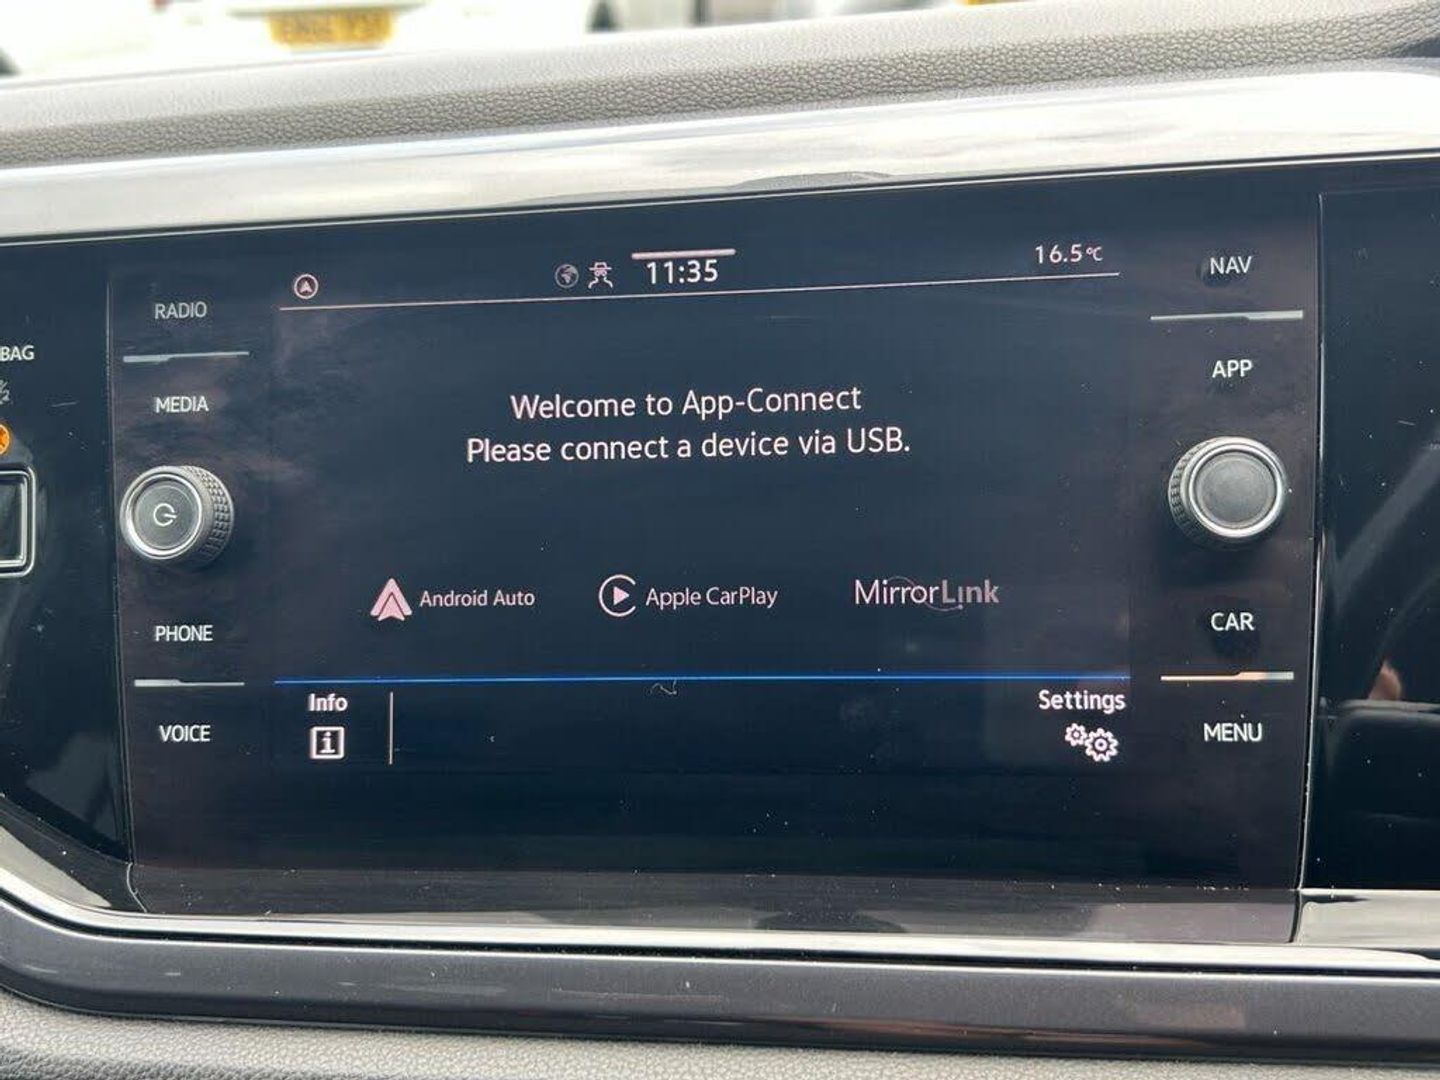 11:35
16.5°C
NAV
RADIO
BAG
APP
MEDIA
Welcome to App-Connect
Please connect a device via USB.
Android Auto
Apple CarPlay
MirrorLink
PHONE
CAR
Info
Settings
VOICE
MENU